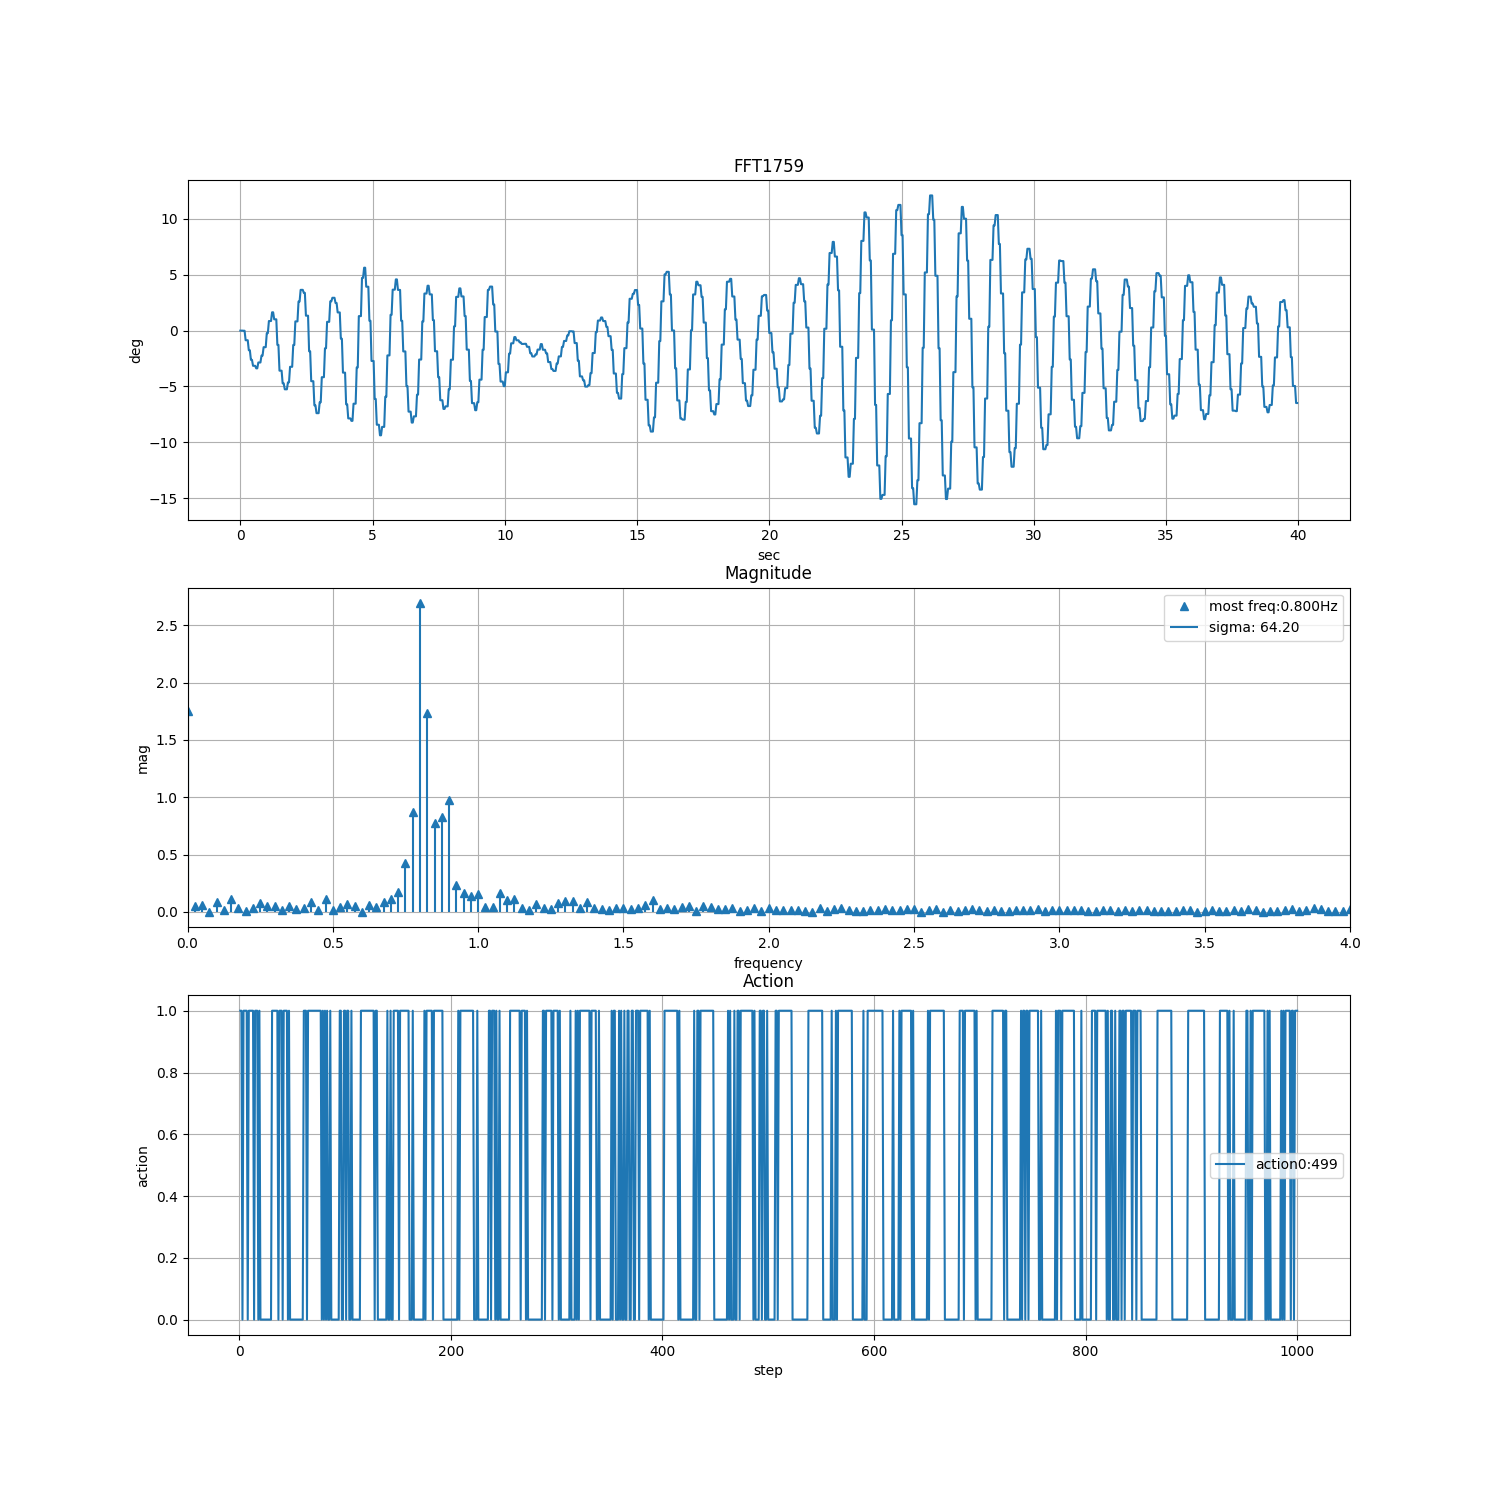 FFT1759
10
5
0
−5
−10
−15
deg
0 5 10 15 20 25 30 35 40
sec
Magnitude
most freq:0.800Hz
sigma: 64.20
2.5
2.0
1.5
1.0
0.5
0.0
mag
0.0 0.5 1.0 1.5 2.0 2.5 3.0 3.5 4.0
frequency
Action
1.0
0.8
0.6
0.4
0.2
0.0
action
action0:499
0 200 400 600 800 1000
step